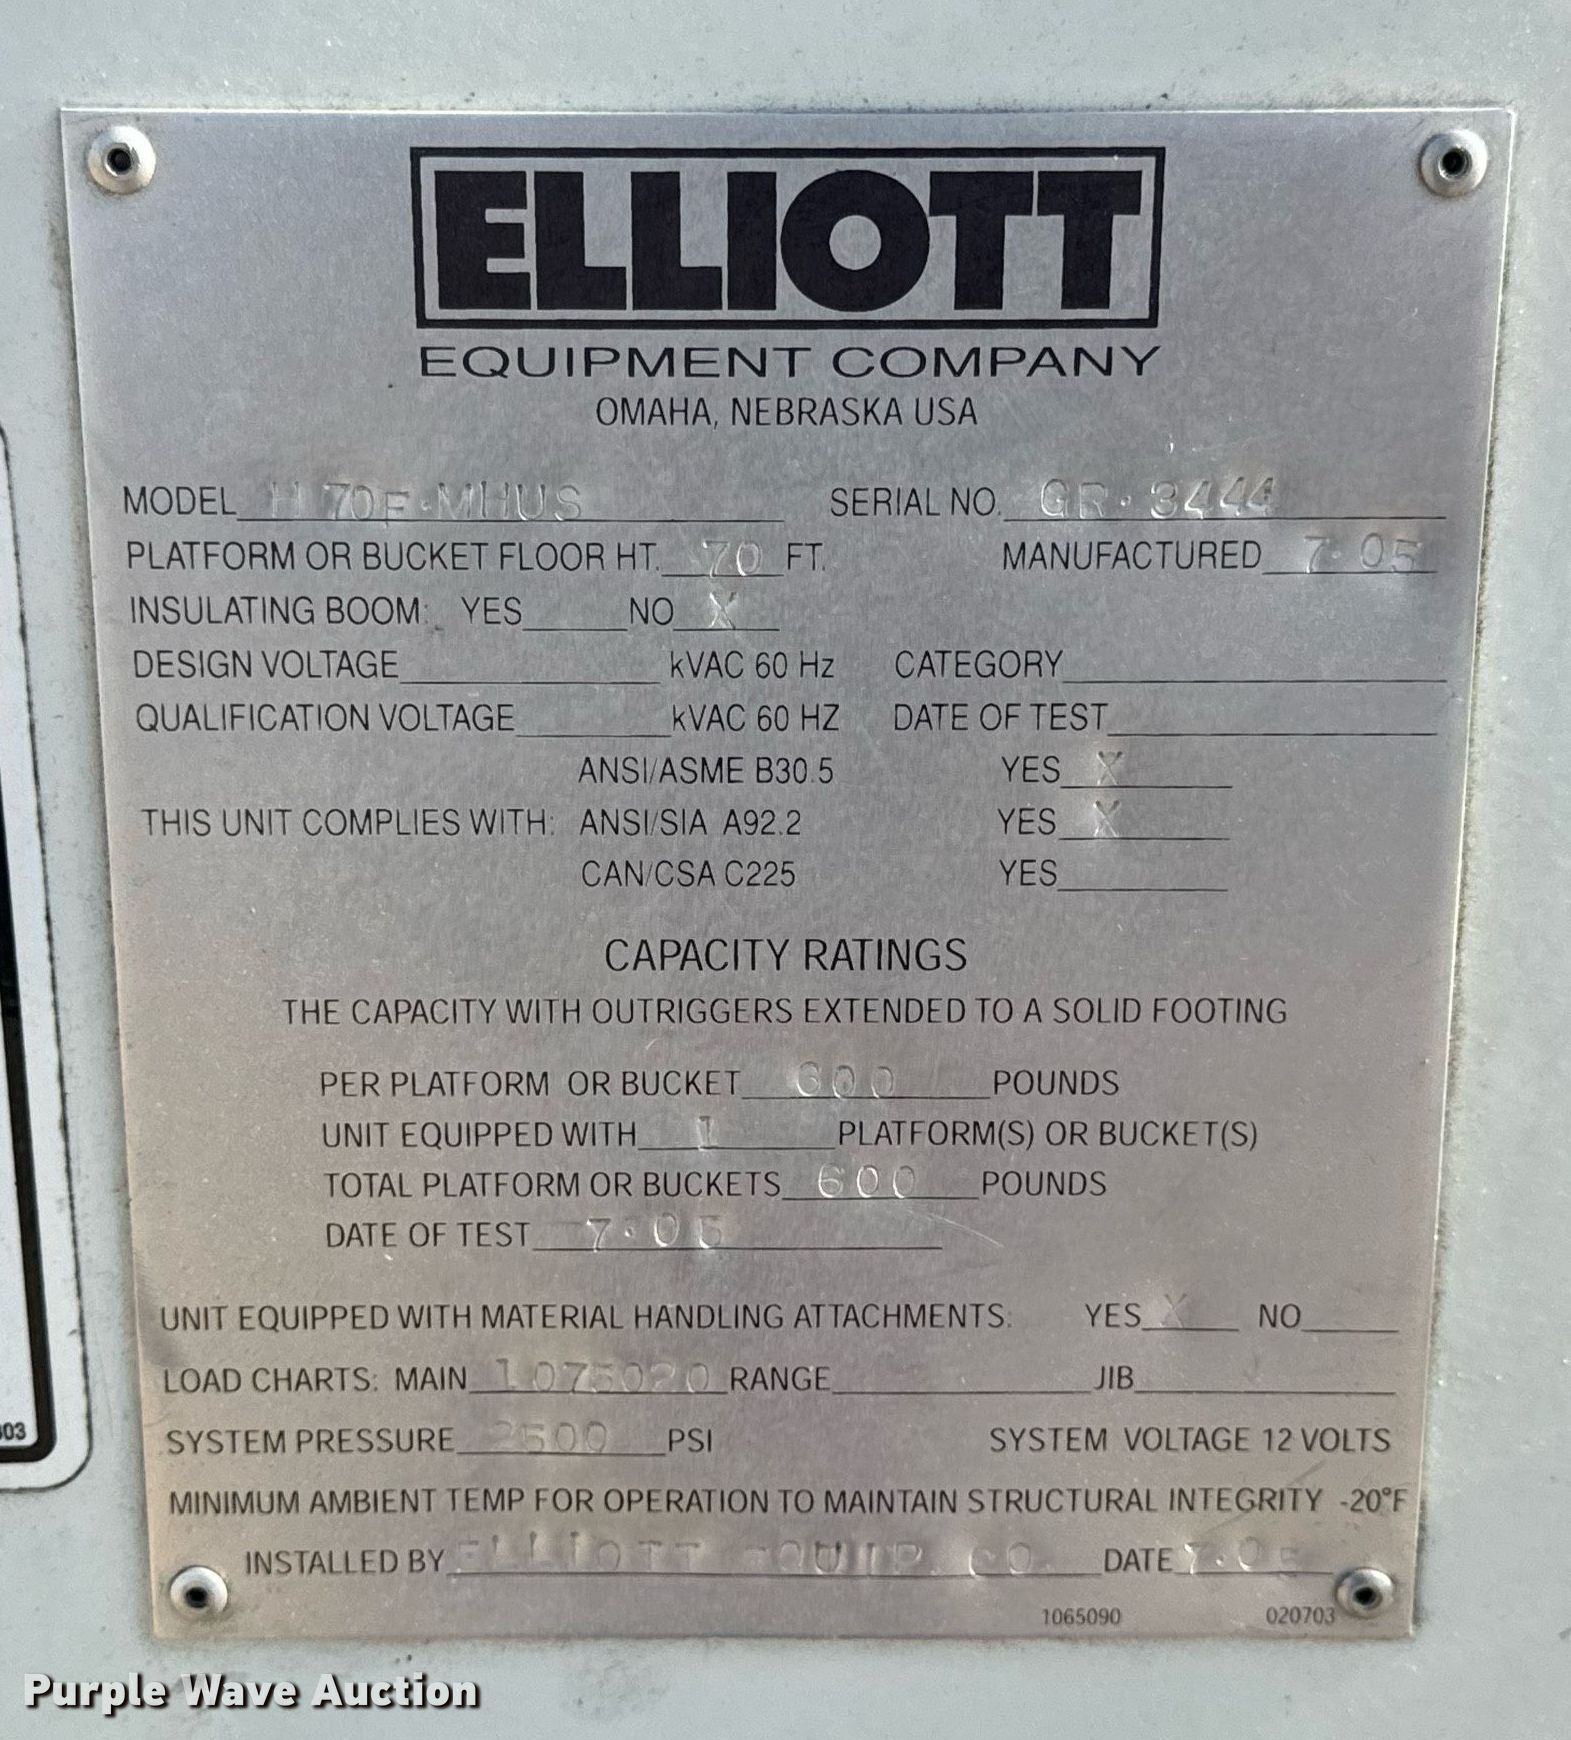 ELLIOTT
EQUIPMENT COMPANY
OMAHA, NEBRASKA USA
MODEL H 70F·MHUS SERIAL NO. GR·3444
PLATFORM OR BUCKET FLOOR HT. 70 FT. MANUFACTURED 7·05
INSULATING BOOM: YES NO X
DESIGN VOLTAGE kVAC 60 Hz CATEGORY
QUALIFICATION VOLTAGE kVAC 60 HZ DATE OF TEST
ANSI/ASME B30.5 YES X
THIS UNIT COMPLIES WITH: ANSI/SIA A92.2 YES X
CAN/CSA C225 YES
CAPACITY RATINGS
THE CAPACITY WITH OUTRIGGERS EXTENDED TO A SOLID FOOTING
PER PLATFORM OR BUCKET 600 POUNDS
UNIT EQUIPPED WITH 1 PLATFORM(S) OR BUCKET(S)
TOTAL PLATFORM OR BUCKETS 600 POUNDS
DATE OF TEST 7·05
UNIT EQUIPPED WITH MATERIAL HANDLING ATTACHMENTS: YES X NO
LOAD CHARTS: MAIN 1075020 RANGE JIB
SYSTEM PRESSURE 2500 PSI SYSTEM VOLTAGE 12 VOLTS
MINIMUM AMBIENT TEMP FOR OPERATION TO MAINTAIN STRUCTURAL INTEGRITY -20°F
INSTALLED BY ELLIOTT EQUIP. CO. DATE 7·05
1065090 020703
Purple Wave Auction